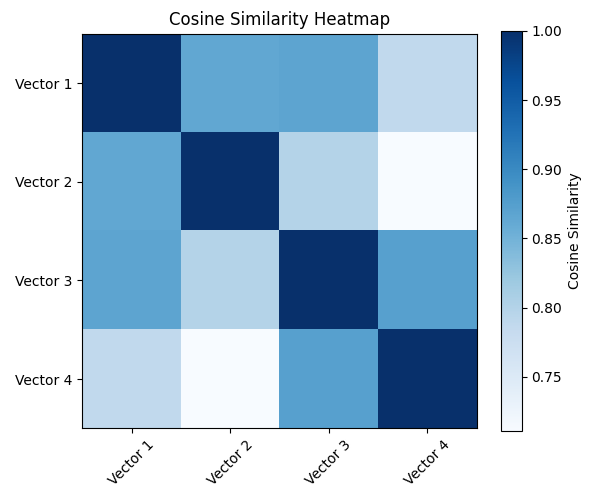 Cosine Similarity Heatmap
Vector 1
Vector 2
Vector 3
Vector 4
Vector 1
Vector 2
Vector 3
Vector 4
1.00
0.95
0.90
0.85
0.80
0.75
Cosine Similarity